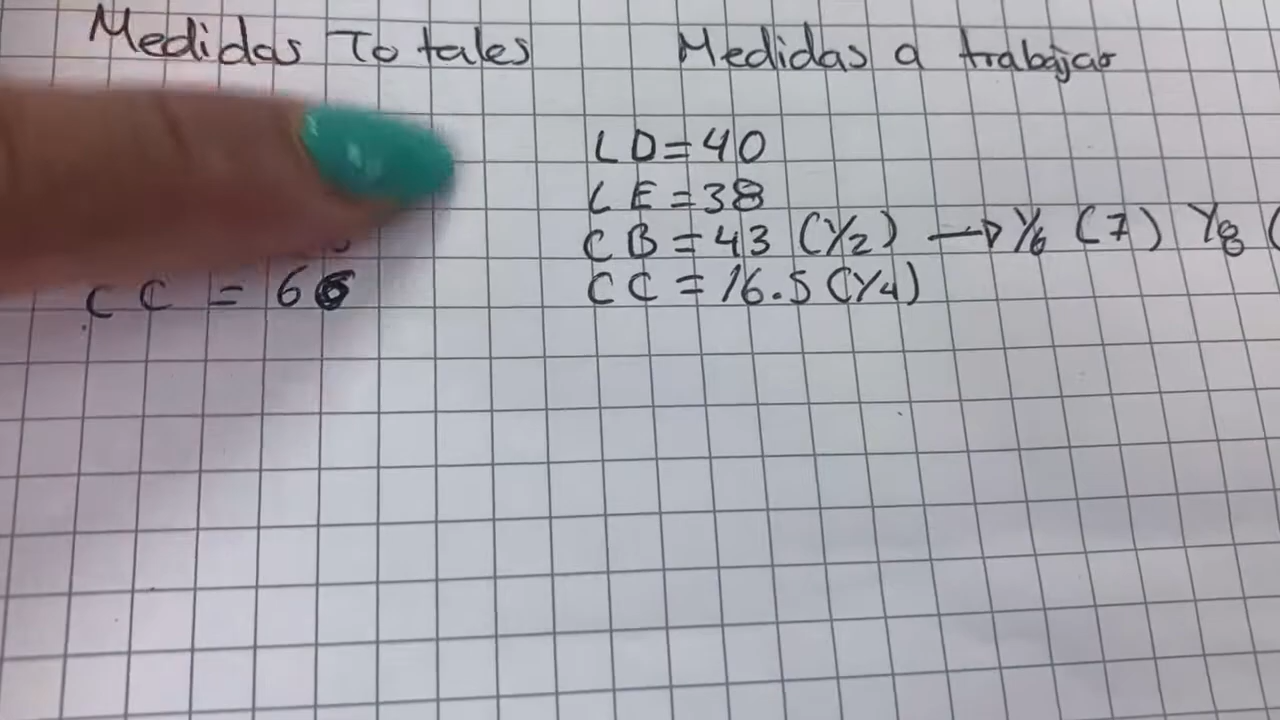 Medidas Totales
Medidas a trabajar
LD=40
LE=38
CB=43 (1/2) → 1/6 (7) 1/8 (
CC = 66
CC = 16.5 (1/4)